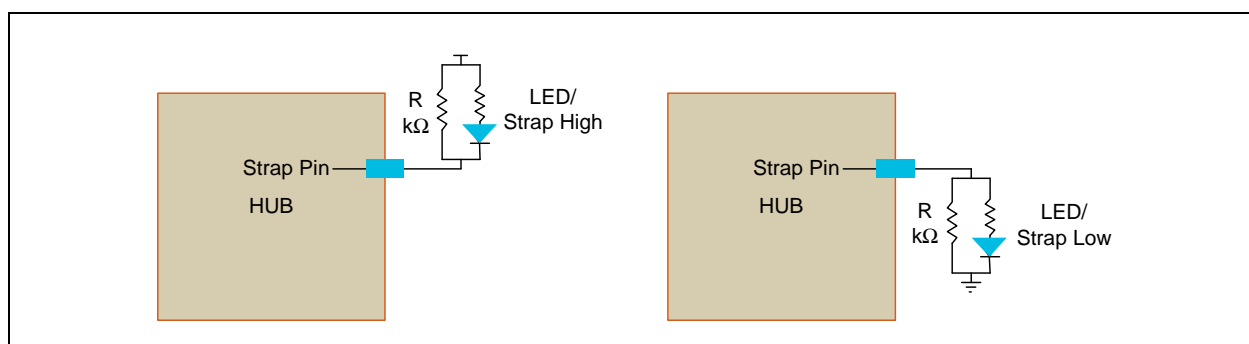 R
kΩ
LED/
Strap High
Strap Pin
HUB
Strap Pin
HUB
R
kΩ
LED/
Strap Low